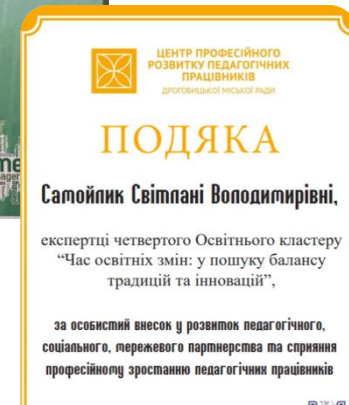 ЦЕНТР ПРОФЕСІЙНОГО
РОЗВИТКУ ПЕДАГОГІЧНИХ
ПРАЦІВНИКІВ
ДРОГОБИЦЬКОЇ МІСЬКОЇ РАДИ
ПОДЯКА
Самойлик Світлані Володимирівні,
експертці четвертого Освітнього кластеру
“Час освітніх змін: у пошуку балансу
традицій та інновацій”,
за особистий внесок у розвиток педагогічного,
соціального, мережевого партнерства та сприяння
професійному зростанню педагогічних працівників